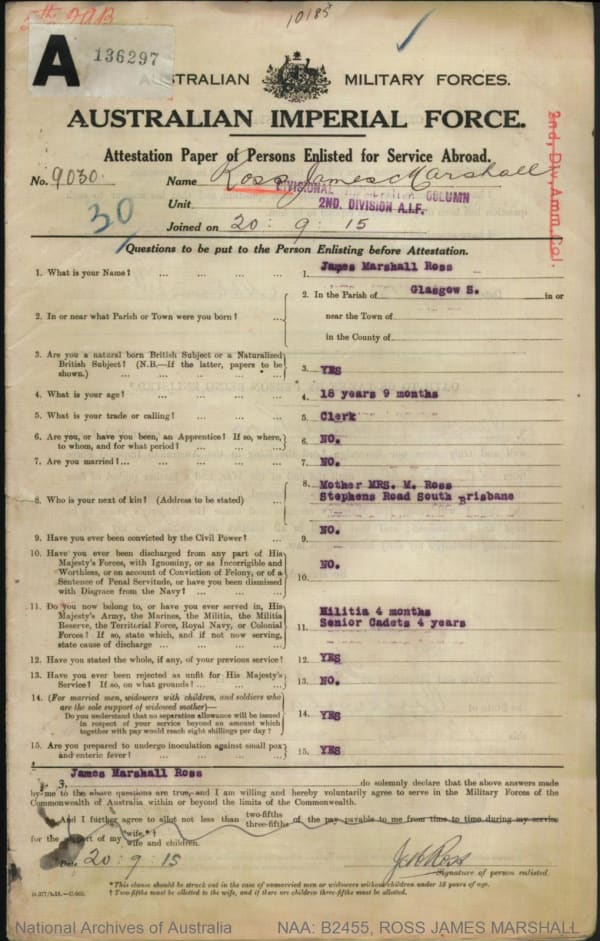 5th FAB
10185
A 136297
AUSTRALIAN MILITARY FORCES.
AUSTRALIAN IMPERIAL FORCE.
Attestation Paper of Persons Enlisted for Service Abroad.
No. 9030. Name Ross James Marshall
30
Unit DIVISIONAL COLUMN
2ND. DIVISION A.I.F.
2nd. Div. Amm. Col.
Joined on 20:9:15
Questions to be put to the Person Enlisting before Attestation.
1. What is your Name? ... ... ... ... 1. James Marshall Ross
2. In or near what Parish or Town were you born? ... 2. In the Parish of Glasgow S. in or
near the Town of
in the County of
3. Are you a natural born British Subject or a Naturalized
British Subject? (N.B.—If the latter, papers to be
shown.) ... ... ... ... 3. YES
4. What is your age? ... ... ... ... 4. 18 years 9 months
5. What is your trade or calling? ... ... ... 5. Clerk
6. Are you, or have you been, an Apprentice? If so, where,
to whom, and for what period? ... ... ... 6. NO.
7. Are you married?... ... ... ... ... 7. NO.
8. Who is your next of kin? (Address to be stated) ... 8. Mother MRS. M. Ross
Stephens Road South Brisbane
9. Have you ever been convicted by the Civil Power? ... 9. NO.
10. Have you ever been discharged from any part of His
Majesty's Forces, with Ignominy, or as Incorrigible and
Worthless, or on account of Conviction of Felony, or of a
Sentence of Penal Servitude, or have you been dismissed
with Disgrace from the Navy? ... ... ... 10. NO.
11. Do you now belong to, or have you ever served in, His
Majesty's Army, the Marines, the Militia, the Militia
Reserve, the Territorial Force, Royal Navy, or Colonial
Forces? If so, state which, and if not now serving,
state cause of discharge ... ... ... ... 11. Militia 4 months
Senior Cadets 4 years
12. Have you stated the whole, if any, of your previous service? 12. YES
13. Have you ever been rejected as unfit for His Majesty's
Service? If so, on what grounds? ... ... ... 13. NO.
14. (For married men, widowers with children, and soldiers who
are the sole support of widowed mother)—
Do you understand that no separation allowance will be issued
in respect of your service beyond an amount which
together with pay would reach eight shillings per day? ... 14. YES
15. Are you prepared to undergo inoculation against small pox
and enteric fever? ... ... ... ... 15. YES
I, James Marshall Ross do solemnly declare that the above answers made
by me to the above questions are true, and I am willing and hereby voluntarily agree to serve in the Military Forces of the
Commonwealth of Australia within or beyond the limits of the Commonwealth.
And I further agree to allot not less than two-fifths three-fifths of the pay payable to me from time to time during my service
for the support of my wife.*†
wife and children.
Date 20:9:15
Signature of person enlisted.
*This clause should be struck out in the case of unmarried men or widowers without children under 18 years of age.
† Two-fifths must be allotted to the wife, and if there are children three-fifths must be allotted.
National Archives of Australia NAA: B2455, ROSS JAMES MARSHALL